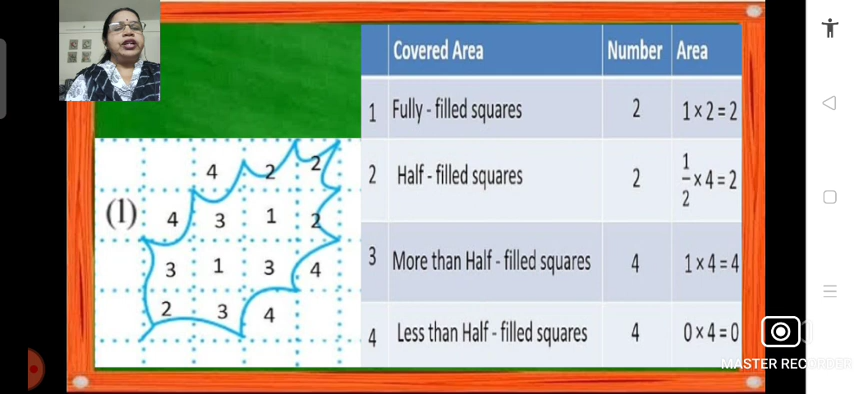 Covered Area Number Area
1 Fully - filled squares 2 1 × 2 = 2
2 Half - filled squares 2 1/2 × 4 = 2
3 More than Half - filled squares 4 1 × 4 = 4
4 Less than Half - filled squares 4 0 × 4 = 0
(l)
4 2 2
4 3 1 2
3 1 3 4
2 3 4
MASTER RECORDER